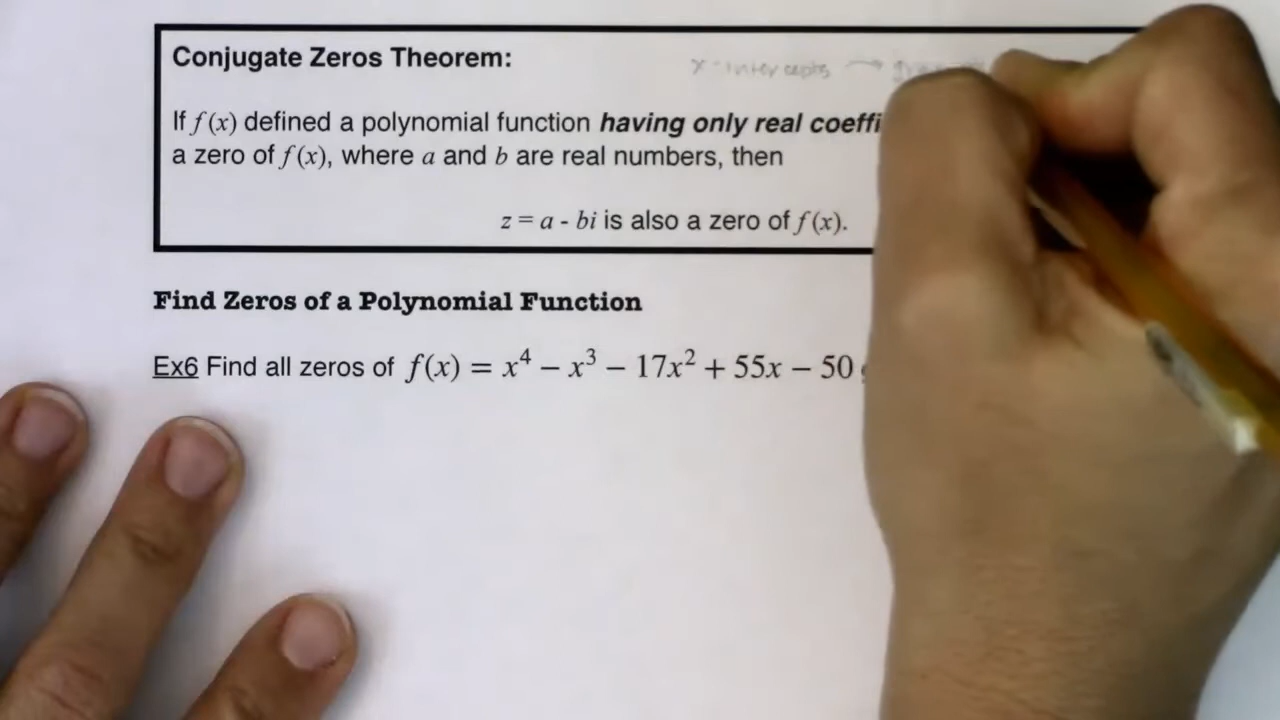 Conjugate Zeros Theorem:
x-intercepts →
If f(x) defined a polynomial function having only real coeffi
a zero of f(x), where a and b are real numbers, then
z = a - bi is also a zero of f(x).
Find Zeros of a Polynomial Function
Ex6 Find all zeros of f(x) = x⁴ − x³ − 17x² + 55x − 50